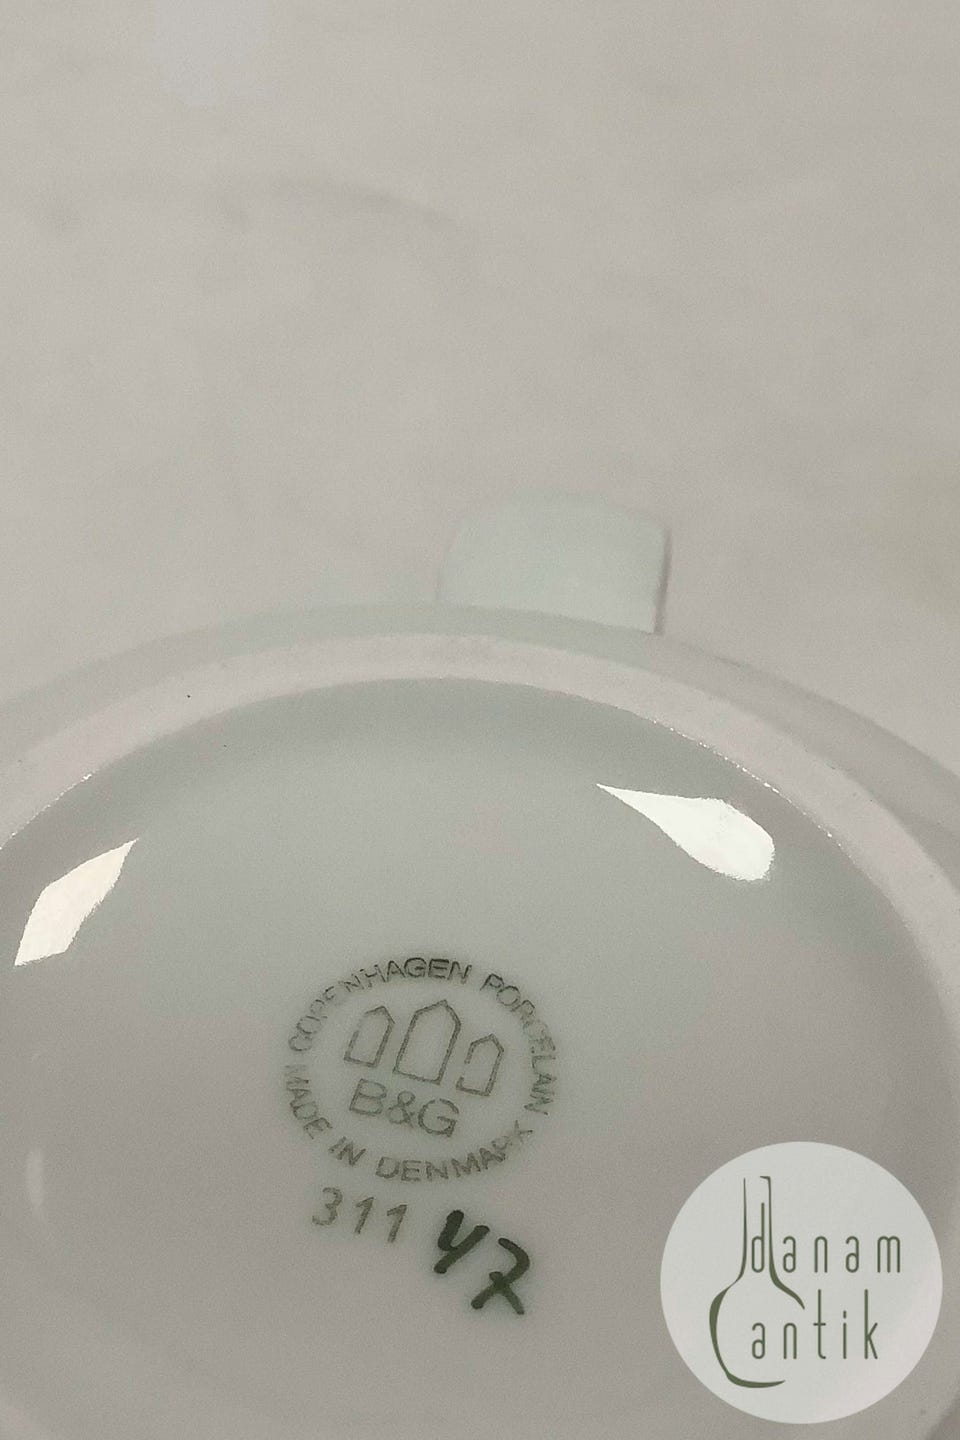 COPENHAGEN PORCELAIN
B&G
MADE IN DENMARK
311 47
danam
antik